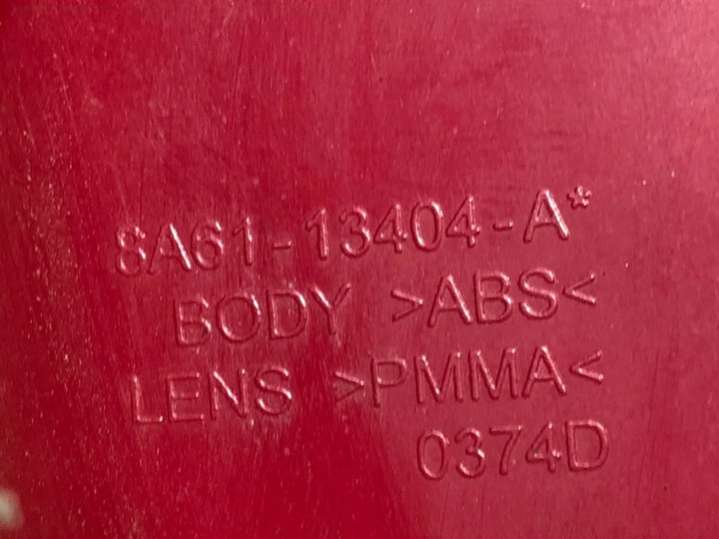 8A61-13404-A*
BODY >ABS<
LENS >PMMA<
0374D